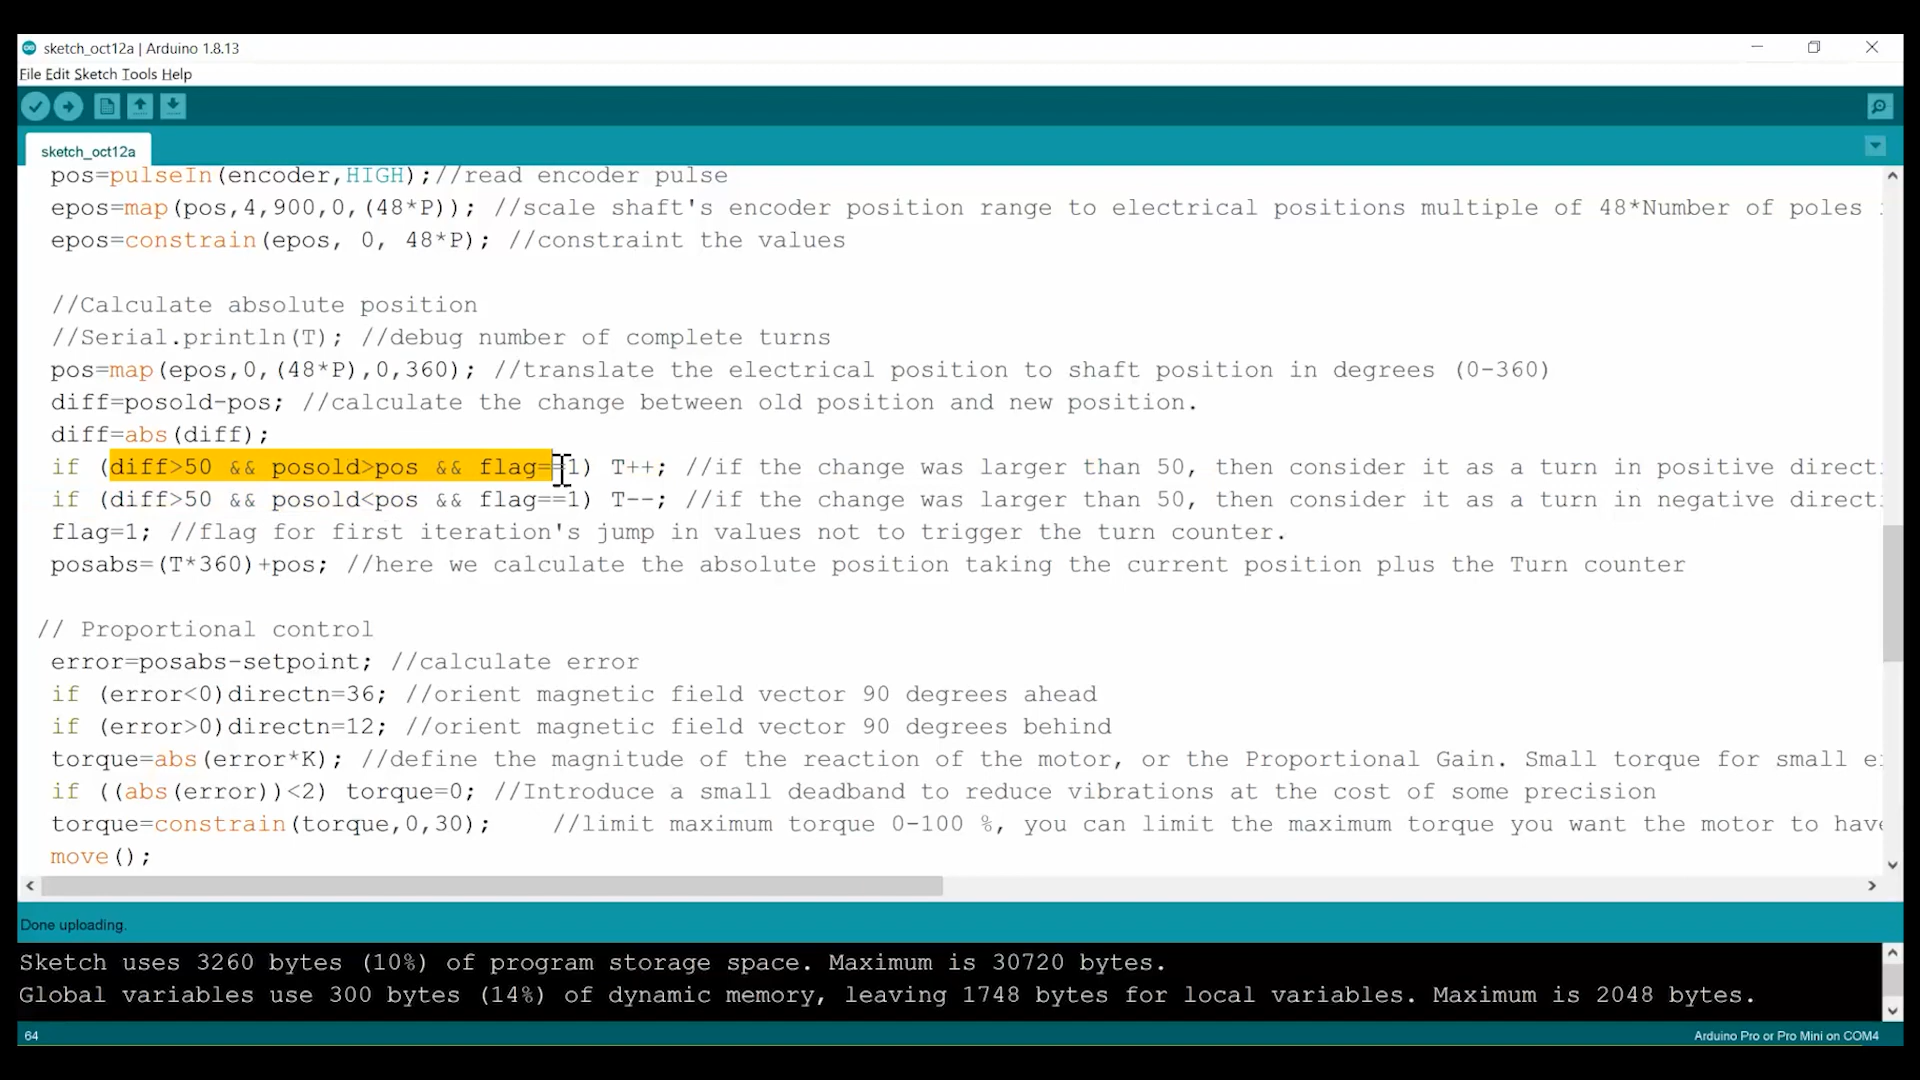 sketch_oct12a | Arduino 1.8.13
File Edit Sketch Tools Help
sketch_oct12a
pos=pulseIn(encoder,HIGH);//read encoder pulse
epos=map(pos,4,900,0,(48*P)); //scale shaft's encoder position range to electrical positions multiple of 48*Number of poles
epos=constrain(epos, 0, 48*P); //constraint the values
//Calculate absolute position
//Serial.println(T); //debug number of complete turns
pos=map(epos,0,(48*P),0,360); //translate the electrical position to shaft position in degrees (0-360)
diff=posold-pos; //calculate the change between old position and new position.
diff=abs(diff);
if (diff>50 && posold>pos && flag==1) T++; //if the change was larger than 50, then consider it as a turn in positive directi
if (diff>50 && posold<pos && flag==1) T--; //if the change was larger than 50, then consider it as a turn in negative directi
flag=1; //flag for first iteration's jump in values not to trigger the turn counter.
posabs=(T*360)+pos; //here we calculate the absolute position taking the current position plus the Turn counter
// Proportional control
error=posabs-setpoint; //calculate error
if (error<0)directn=36; //orient magnetic field vector 90 degrees ahead
if (error>0)directn=12; //orient magnetic field vector 90 degrees behind
torque=abs(error*K); //define the magnitude of the reaction of the motor, or the Proportional Gain. Small torque for small e
if ((abs(error))<2) torque=0; //Introduce a small deadband to reduce vibrations at the cost of some precision
torque=constrain(torque,0,30); //limit maximum torque 0-100 %, you can limit the maximum torque you want the motor to have
move();
Done uploading.
Sketch uses 3260 bytes (10%) of program storage space. Maximum is 30720 bytes.
Global variables use 300 bytes (14%) of dynamic memory, leaving 1748 bytes for local variables. Maximum is 2048 bytes.
64
Arduino Pro or Pro Mini on COM4